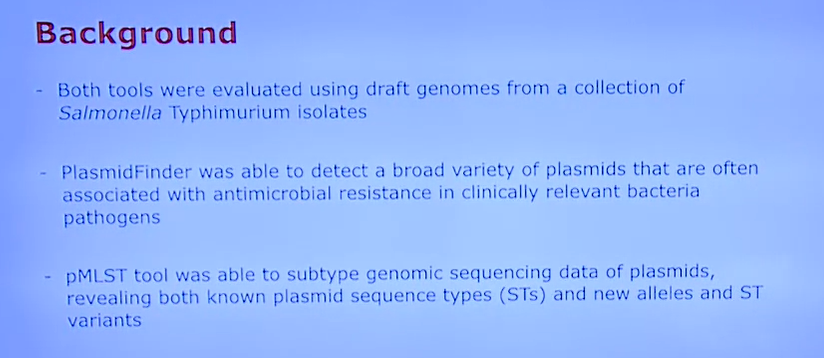 Background
- Both tools were evaluated using draft genomes from a collection of
Salmonella Typhimurium isolates
- PlasmidFinder was able to detect a broad variety of plasmids that are often
associated with antimicrobial resistance in clinically relevant bacteria
pathogens
- pMLST tool was able to subtype genomic sequencing data of plasmids,
revealing both known plasmid sequence types (STs) and new alleles and ST
variants